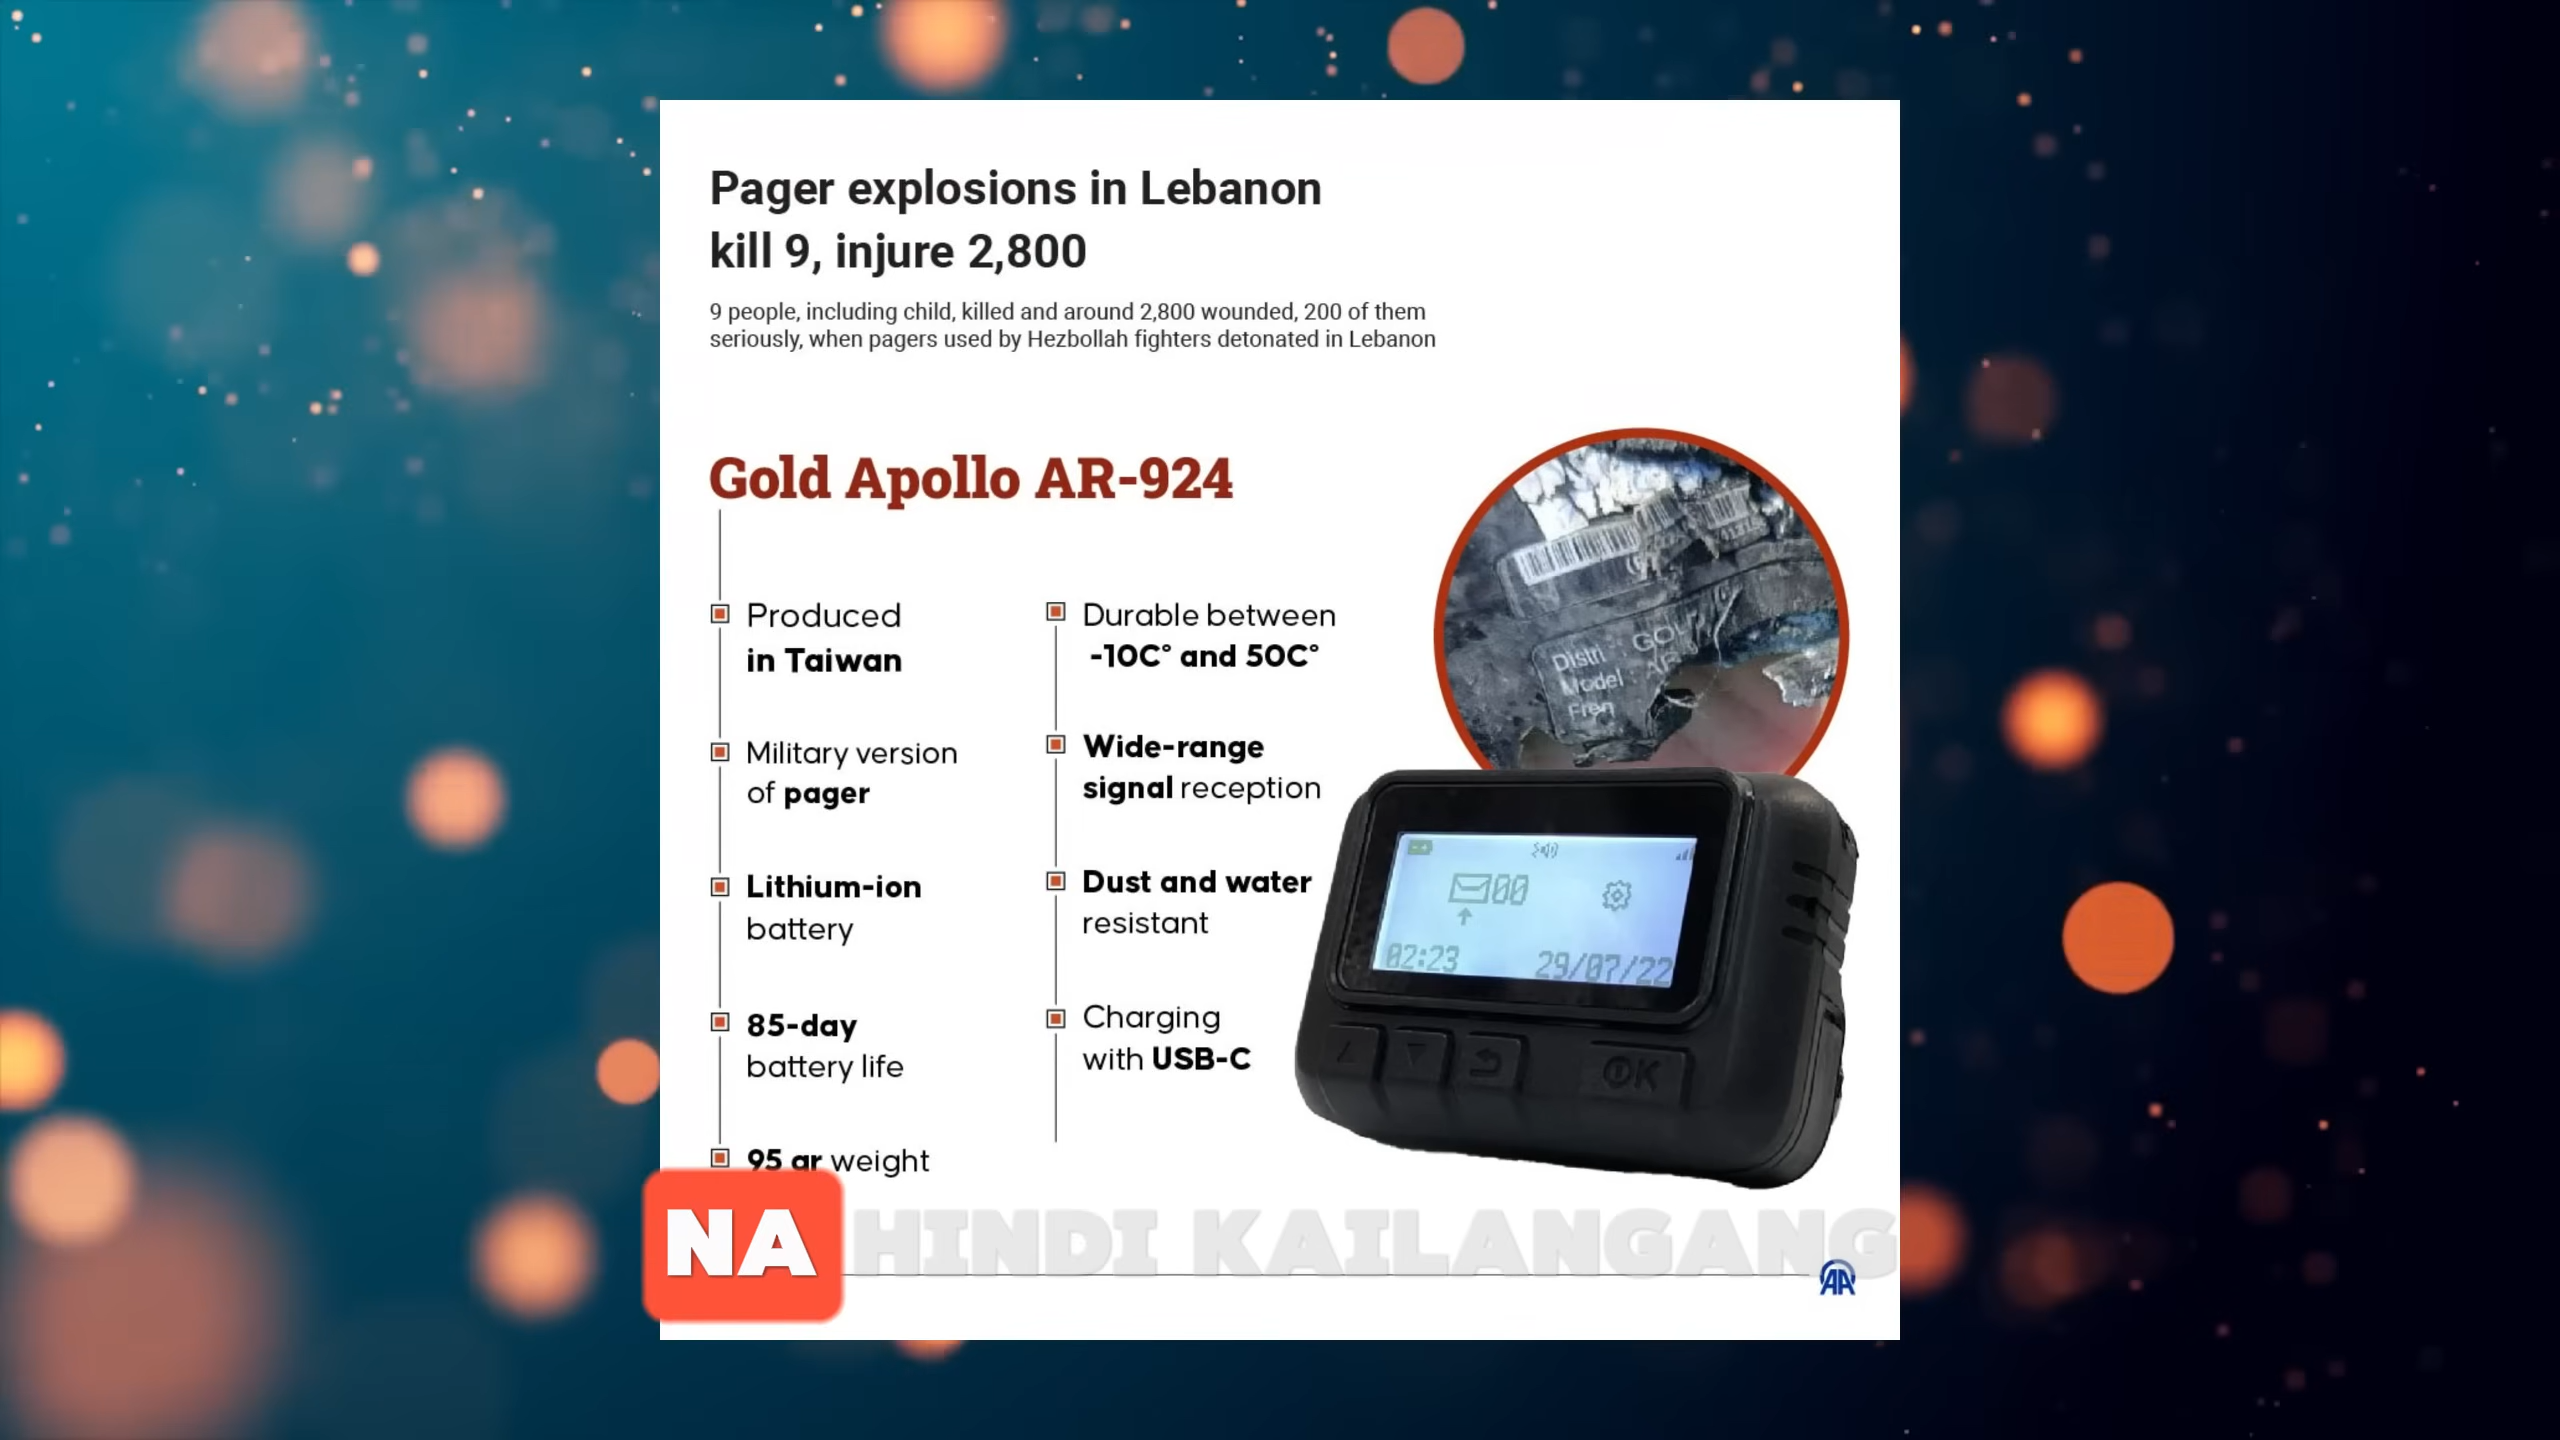 Pager explosions in Lebanon
kill 9, injure 2,800
9 people, including child, killed and around 2,800 wounded, 200 of them
seriously, when pagers used by Hezbollah fighters detonated in Lebanon
Gold Apollo AR-924
Produced
in Taiwan
Military version
of pager
Lithium-ion
battery
85-day
battery life
95 gr weight
Durable between
-10C° and 50C°
Wide-range
signal reception
Dust and water
resistant
Charging
with USB-C
Distri
Model
Freq
00
02:23
29/07/22
OK
NA HINDI KAILANGANG
AA